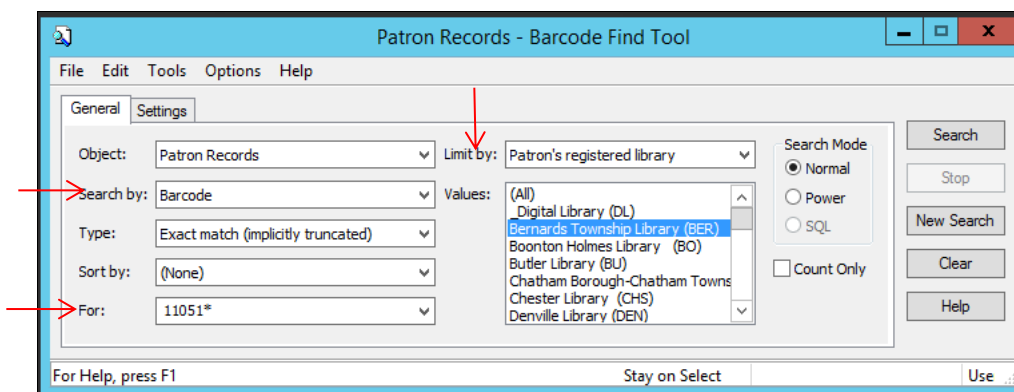 Patron Records - Barcode Find Tool
File Edit Tools Options Help
General Settings
Object: Patron Records
Search by: Barcode
Type: Exact match (implicitly truncated)
Sort by: (None)
For: 11051*
Limit by: Patron's registered library
Values: (All)
_Digital Library (DL)
Bernards Township Library (BER)
Boonton Holmes Library (BO)
Butler Library (BU)
Chatham Borough-Chatham Towns
Chester Library (CHS)
Denville Library (DEN)
Search Mode
Normal
Power
SQL
Count Only
Search
Stop
New Search
Clear
Help
For Help, press F1 Stay on Select Use